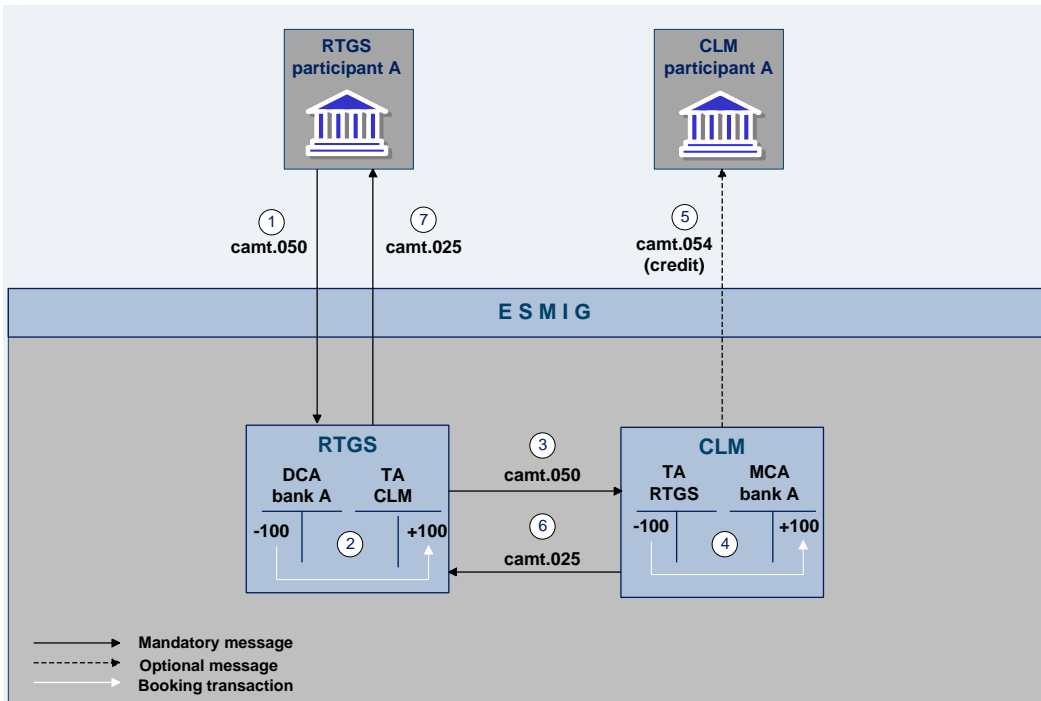 RTGS
participant A
CLM
participant A
1
camt.050
7
camt.025
5
camt.054
(credit)
E S M I G
RTGS
DCA
bank A
TA
CLM
-100
+100
2
3
camt.050
6
camt.025
CLM
TA
RTGS
MCA
bank A
-100
+100
4
Mandatory message
Optional message
Booking transaction